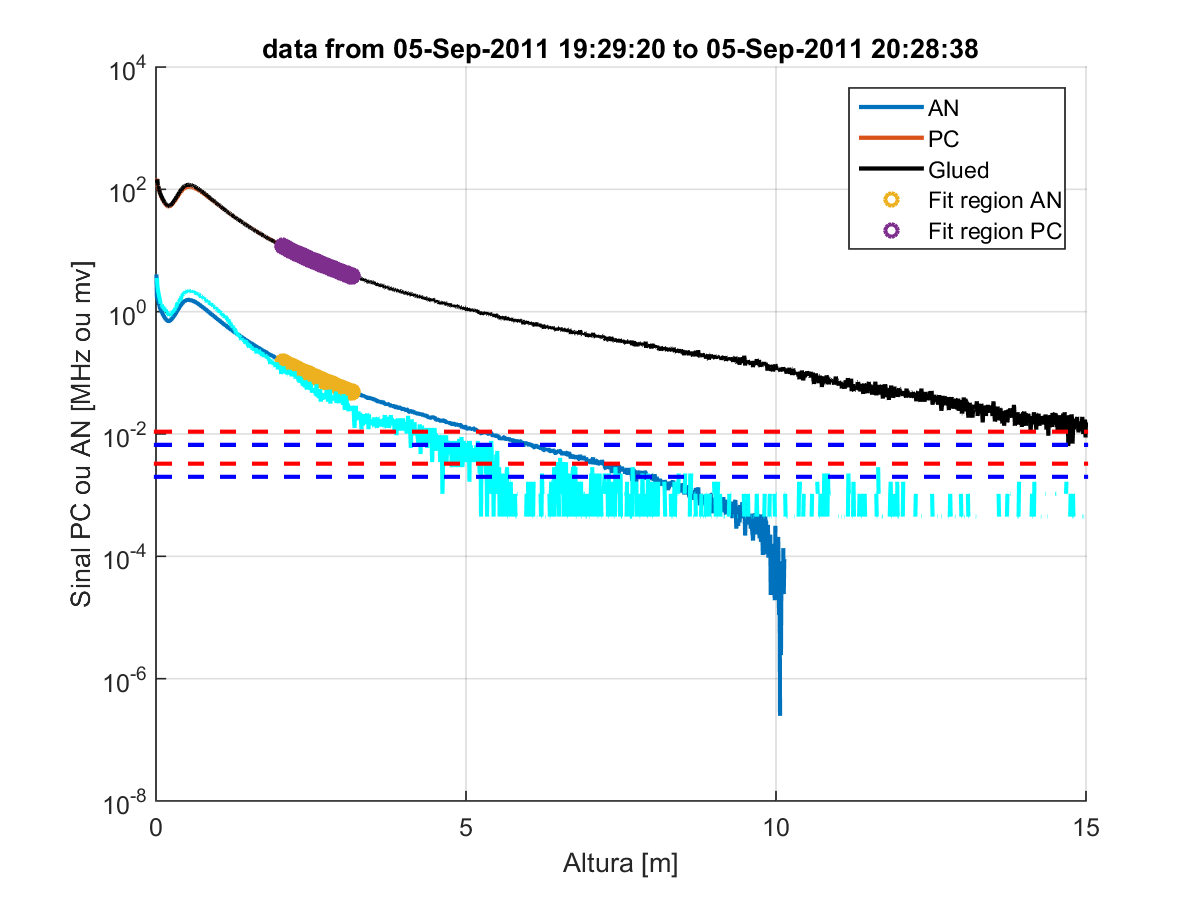 data from 05-Sep-2011 19:29:20 to 05-Sep-2011 20:28:38
10^4
10^2
10^0
10^-2
10^-4
10^-6
10^-8
Sinal PC ou AN [MHz ou mv]
AN
PC
Glued
Fit region AN
Fit region PC
0 5 10 15
Altura [m]